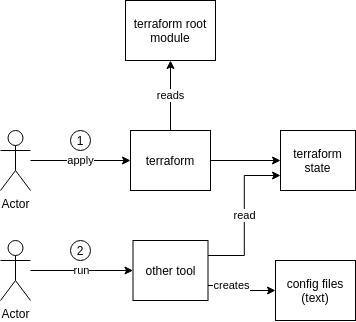 terraform root
module
reads
1
apply
terraform
terraform
state
Actor
read
2
run
other tool
creates
config files
(text)
Actor